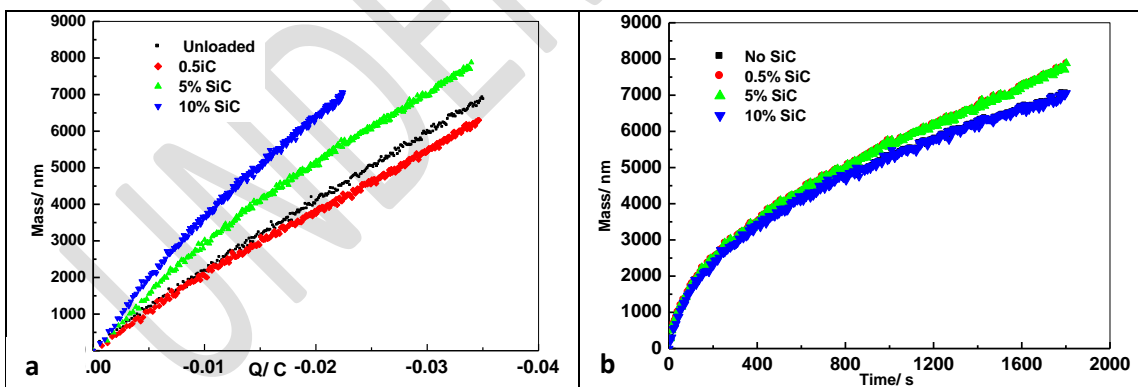 9000
8000
7000
6000
5000
4000
3000
2000
1000
0
Mass/ nm
Unloaded
0.5iC
5% SiC
10% SiC
.00
-0.01
-0.02
-0.03
-0.04
Q/ C
a
9000
8000
7000
6000
5000
4000
3000
2000
1000
0
Mass/ nm
No SiC
0.5% SiC
5% SiC
10% SiC
0
400
800
1200
1600
2000
Time/ s
b
UNDE